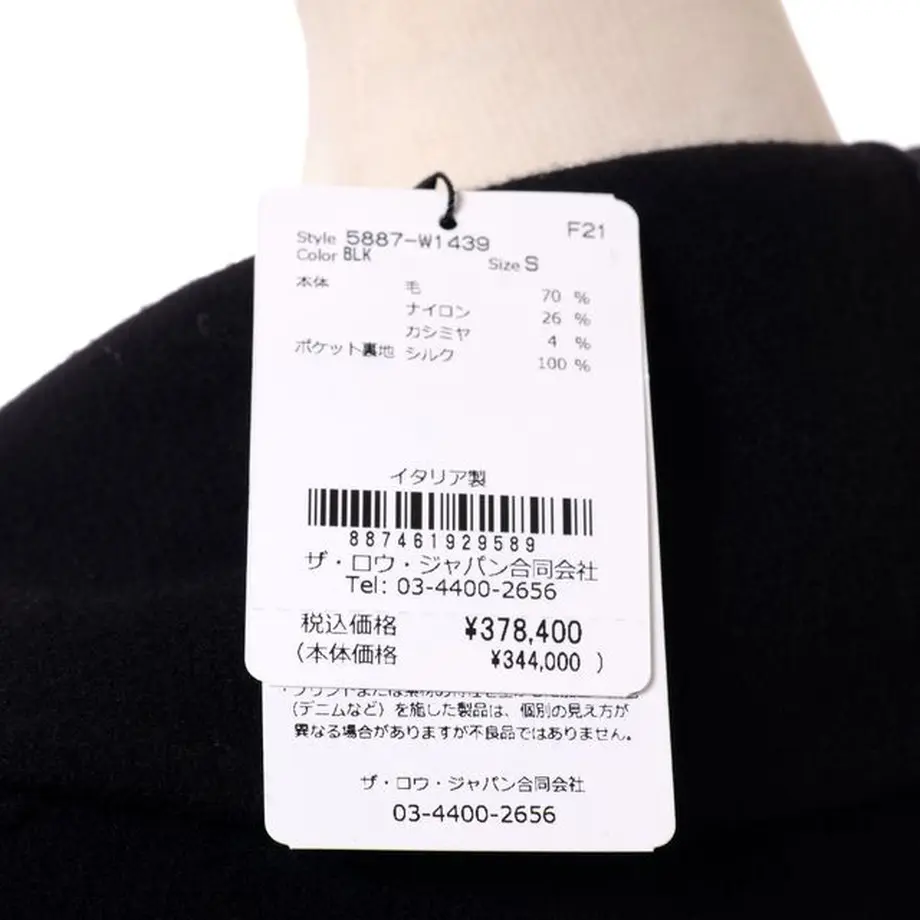 F21
Style 5887-W1439
Color BLK
Size S
本体 毛 70 %
ナイロン 26 %
カシミヤ 4 %
ポケット裏地 シルク 100 %
イタリア製
887461929589
ザ・ロウ・ジャパン合同会社
Tel: 03-4400-2656
税込価格 ¥378,400
(本体価格 ¥344,000 )
(デニムなど)を施した製品は、個別の見え方が
異なる場合がありますが不良品ではありません。
ザ・ロウ・ジャパン合同会社
03-4400-2656